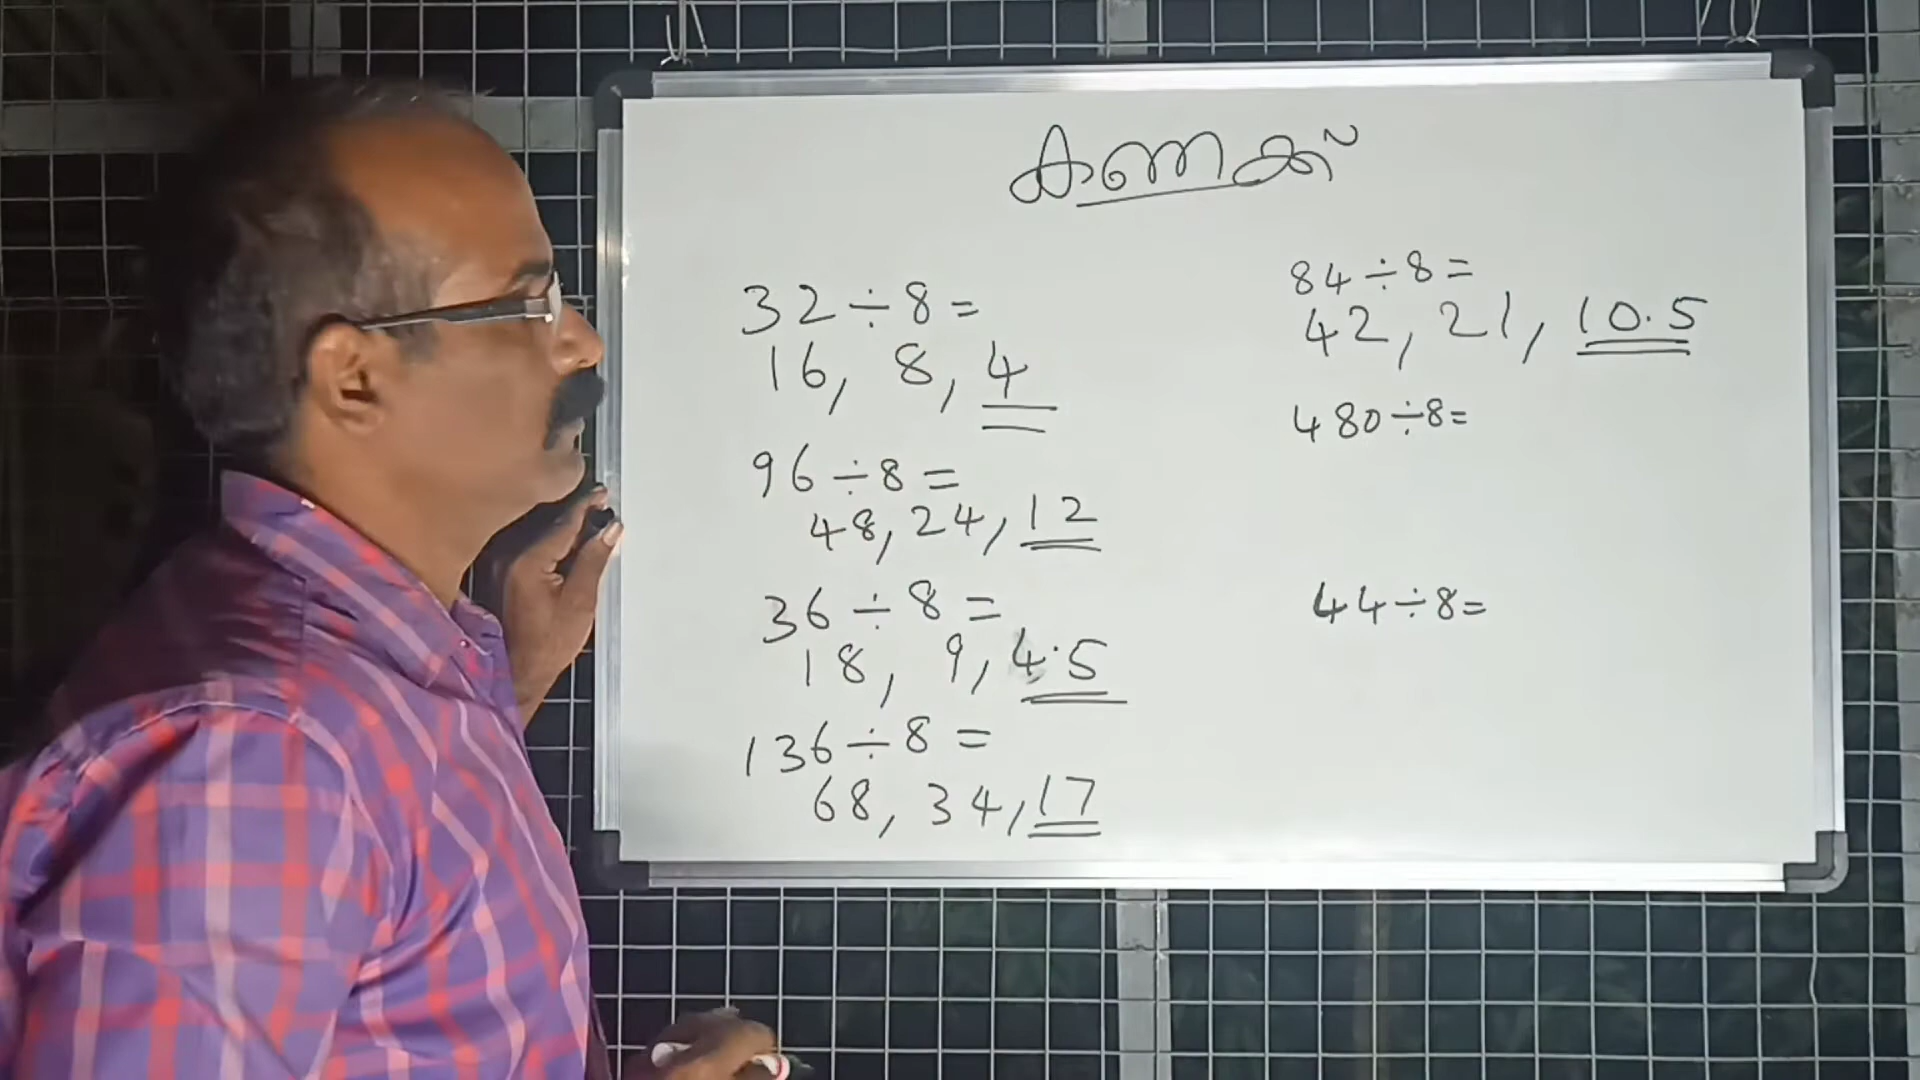 കണക്ക്
32÷8=
16, 8, 4
96÷8=
48, 24, 12
36÷8=
18, 9, 4.5
136÷8=
68, 34, 17
84÷8=
42, 21, 10.5
480÷8=
44÷8=